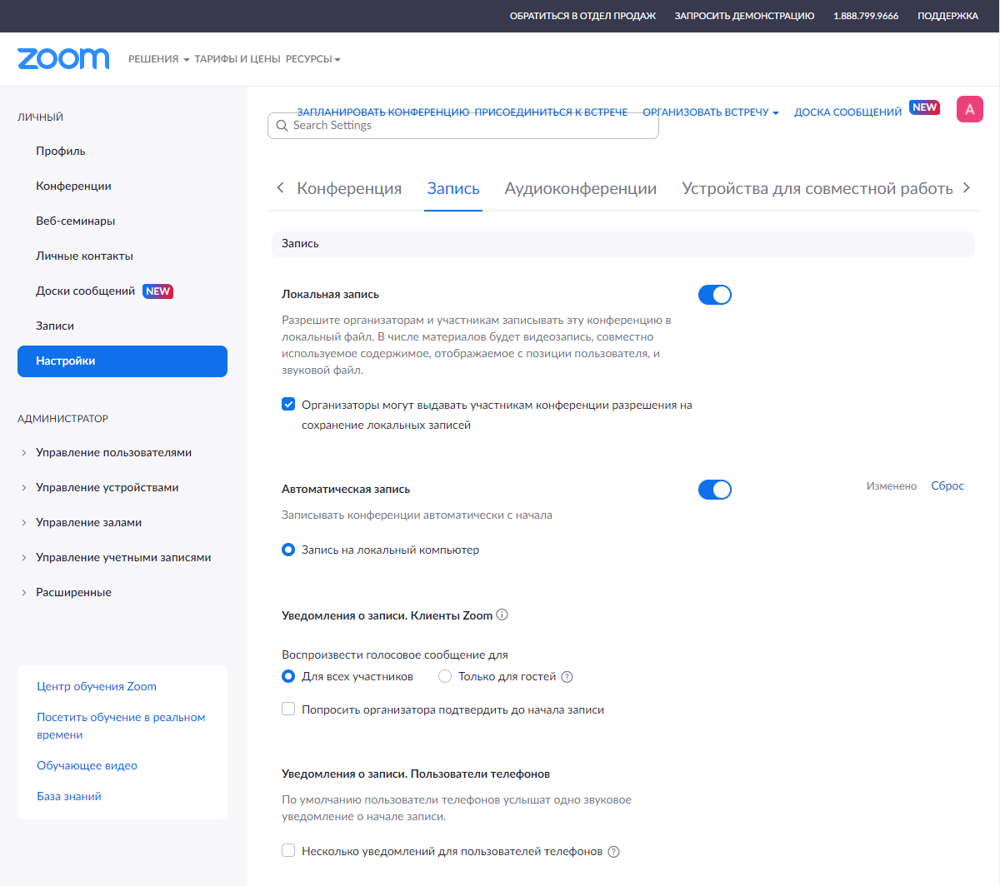 ОБРАТИТЬСЯ В ОТДЕЛ ПРОДАЖ ЗАПРОСИТЬ ДЕМОНСТРАЦИЮ 1.888.799.9666 ПОДДЕРЖКА
zoom РЕШЕНИЯ ТАРИФЫ И ЦЕНЫ РЕСУРСЫ
ЗАПЛАНИРОВАТЬ КОНФЕРЕНЦИЮ ПРИСОЕДИНИТЬСЯ К ВСТРЕЧЕ ОРГАНИЗОВАТЬ ВСТРЕЧУ ДОСКА СООБЩЕНИЙ NEW A
Search Settings
ЛИЧНЫЙ
Профиль
Конференции
Веб-семинары
Личные контакты
Доски сообщений NEW
Записи
Настройки
АДМИНИСТРАТОР
Управление пользователями
Управление устройствами
Управление залами
Управление учетными записями
Расширенные
Центр обучения Zoom
Посетить обучение в реальном
времени
Обучающее видео
База знаний
Конференция Запись Аудиоконференции Устройства для совместной работь
Запись
Локальная запись
Разрешите организаторам и участникам записывать эту конференцию в
локальный файл. В числе материалов будет видеозапись, совместно
используемое содержимое, отображаемое с позиции пользователя, и
звуковой файл.
Организаторы могут выдавать участникам конференции разрешения на
сохранение локальных записей
Автоматическая запись Изменено Сброс
Записывать конференции автоматически с начала
Запись на локальный компьютер
Уведомления о записи. Клиенты Zoom
Воспроизвести голосовое сообщение для
Для всех участников Только для гостей
Попросить организатора подтвердить до начала записи
Уведомления о записи. Пользователи телефонов
По умолчанию пользователи телефонов услышат одно звуковое
уведомление о начале записи.
Несколько уведомлений для пользователей телефонов